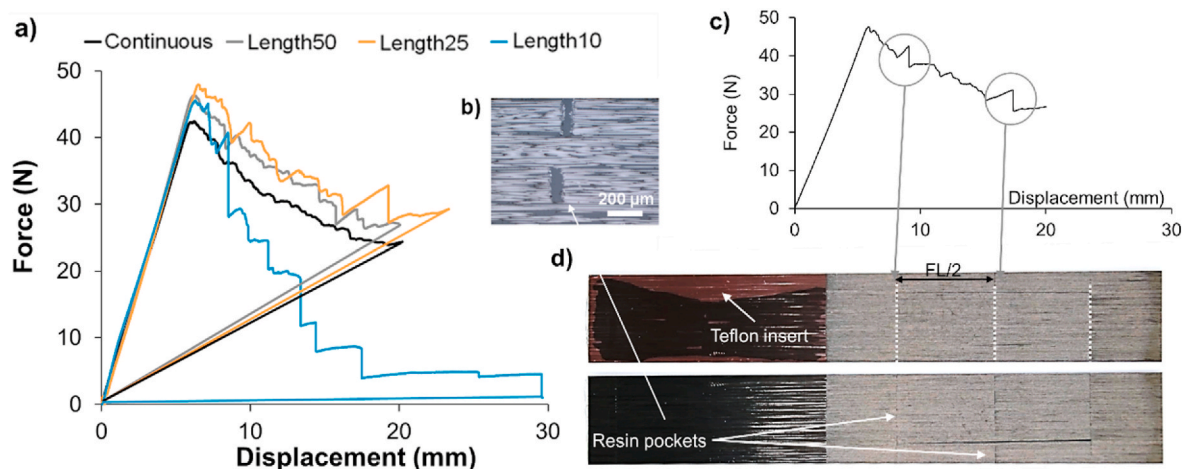 a)
Continuous Length50 Length25 Length10
50
40
30
20
10
0
Force (N)
0 10 20 30
Displacement (mm)
b)
200 µm
c)
50
40
30
20
10
0
Force (N)
Displacement (mm)
0 10 20 30
d)
FL/2
Teflon insert
Resin pockets